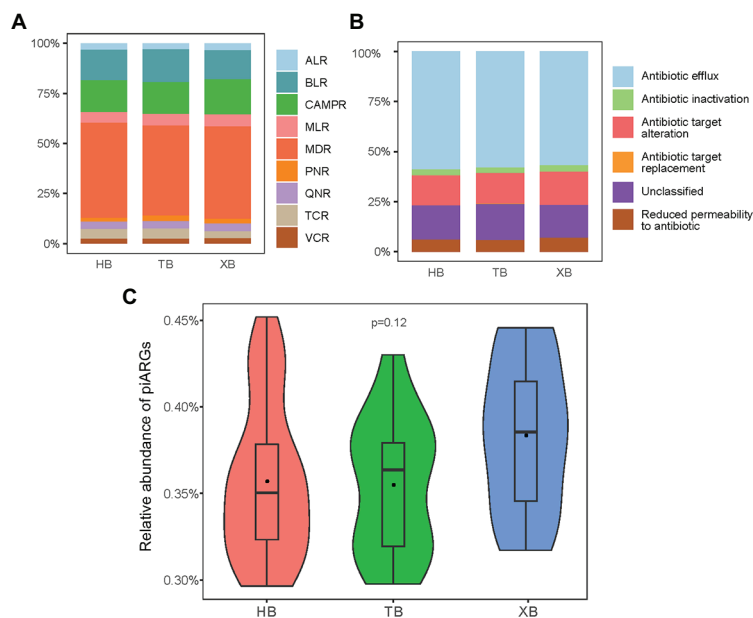 A
100%
75%
50%
25%
0%
HB
TB
XB
ALR
BLR
CAMPR
MLR
MDR
PNR
QNR
TCR
VCR
B
100%
75%
50%
25%
0%
HB
TB
XB
Antibiotic efflux
Antibiotic inactivation
Antibiotic target
alteration
Antibiotic target
replacement
Unclassified
Reduced permeability
to antibiotic
C
Relative abundance of piARGs
0.45%
0.40%
0.35%
0.30%
p=0.12
HB
TB
XB